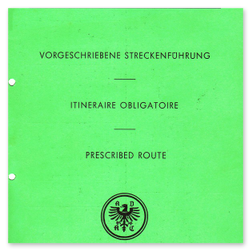 VORGESCHRIEBENE STRECKENFÜHRUNG
ITINERAIRE OBLIGATOIRE
PRESCRIBED ROUTE
A D
A C